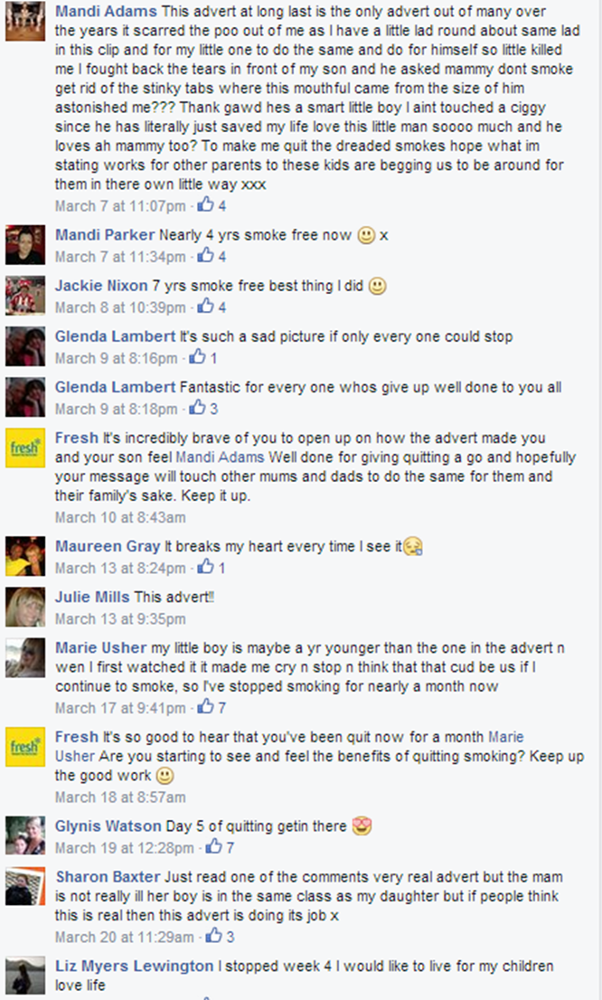 Mandi Adams This advert at long last is the only advert out of many over
the years it scarred the poo out of me as I have a little lad round about same lad
in this clip and for my little one to do the same and do for himself so little killed
me I fought back the tears in front of my son and he asked mammy dont smoke
get rid of the stinky tabs where this mouthful came from the size of him
astonished me??? Thank gawd hes a smart little boy I aint touched a ciggy
since he has literally just saved my life love this little man soooo much and he
loves ah mammy too? To make me quit the dreaded smokes hope what im
stating works for other parents to these kids are begging us to be around for
them in there own little way xxx
March 7 at 11:07pm · 4
Mandi Parker Nearly 4 yrs smoke free now x
March 7 at 11:34pm · 4
Jackie Nixon 7 yrs smoke free best thing I did
March 8 at 10:39pm · 4
Glenda Lambert It's such a sad picture if only every one could stop
March 9 at 8:16pm · 1
Glenda Lambert Fantastic for every one whos give up well done to you all
March 9 at 8:18pm · 3
fresh
Fresh It's incredibly brave of you to open up on how the advert made you
and your son feel Mandi Adams Well done for giving quitting a go and hopefully
your message will touch other mums and dads to do the same for them and
their family's sake. Keep it up.
March 10 at 8:43am
Maureen Gray It breaks my heart every time I see it
March 13 at 8:24pm · 1
Julie Mills This advert!!
March 13 at 9:35pm
Marie Usher my little boy is maybe a yr younger than the one in the advert n
wen I first watched it it made me cry n stop n think that that cud be us if I
continue to smoke, so I've stopped smoking for nearly a month now
March 17 at 9:41pm · 7
fresh
Fresh It's so good to hear that you've been quit now for a month Marie
Usher Are you starting to see and feel the benefits of quitting smoking? Keep up
the good work
March 18 at 8:57am
Glynis Watson Day 5 of quitting getin there
March 19 at 12:28pm · 7
Sharon Baxter Just read one of the comments very real advert but the mam
is not really ill her boy is in the same class as my daughter but if people think
this is real then this advert is doing its job x
March 20 at 11:29am · 3
Liz Myers Lewington I stopped week 4 I would like to live for my children
love life